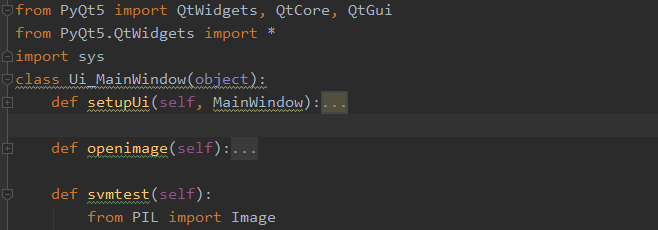 from PyQt5 import QtWidgets, QtCore, QtGui
from PyQt5.QtWidgets import *
import sys
class Ui_MainWindow(object):
    def setupUi(self, MainWindow):...
    def openimage(self):...
    def svmtest(self):
        from PIL import Image